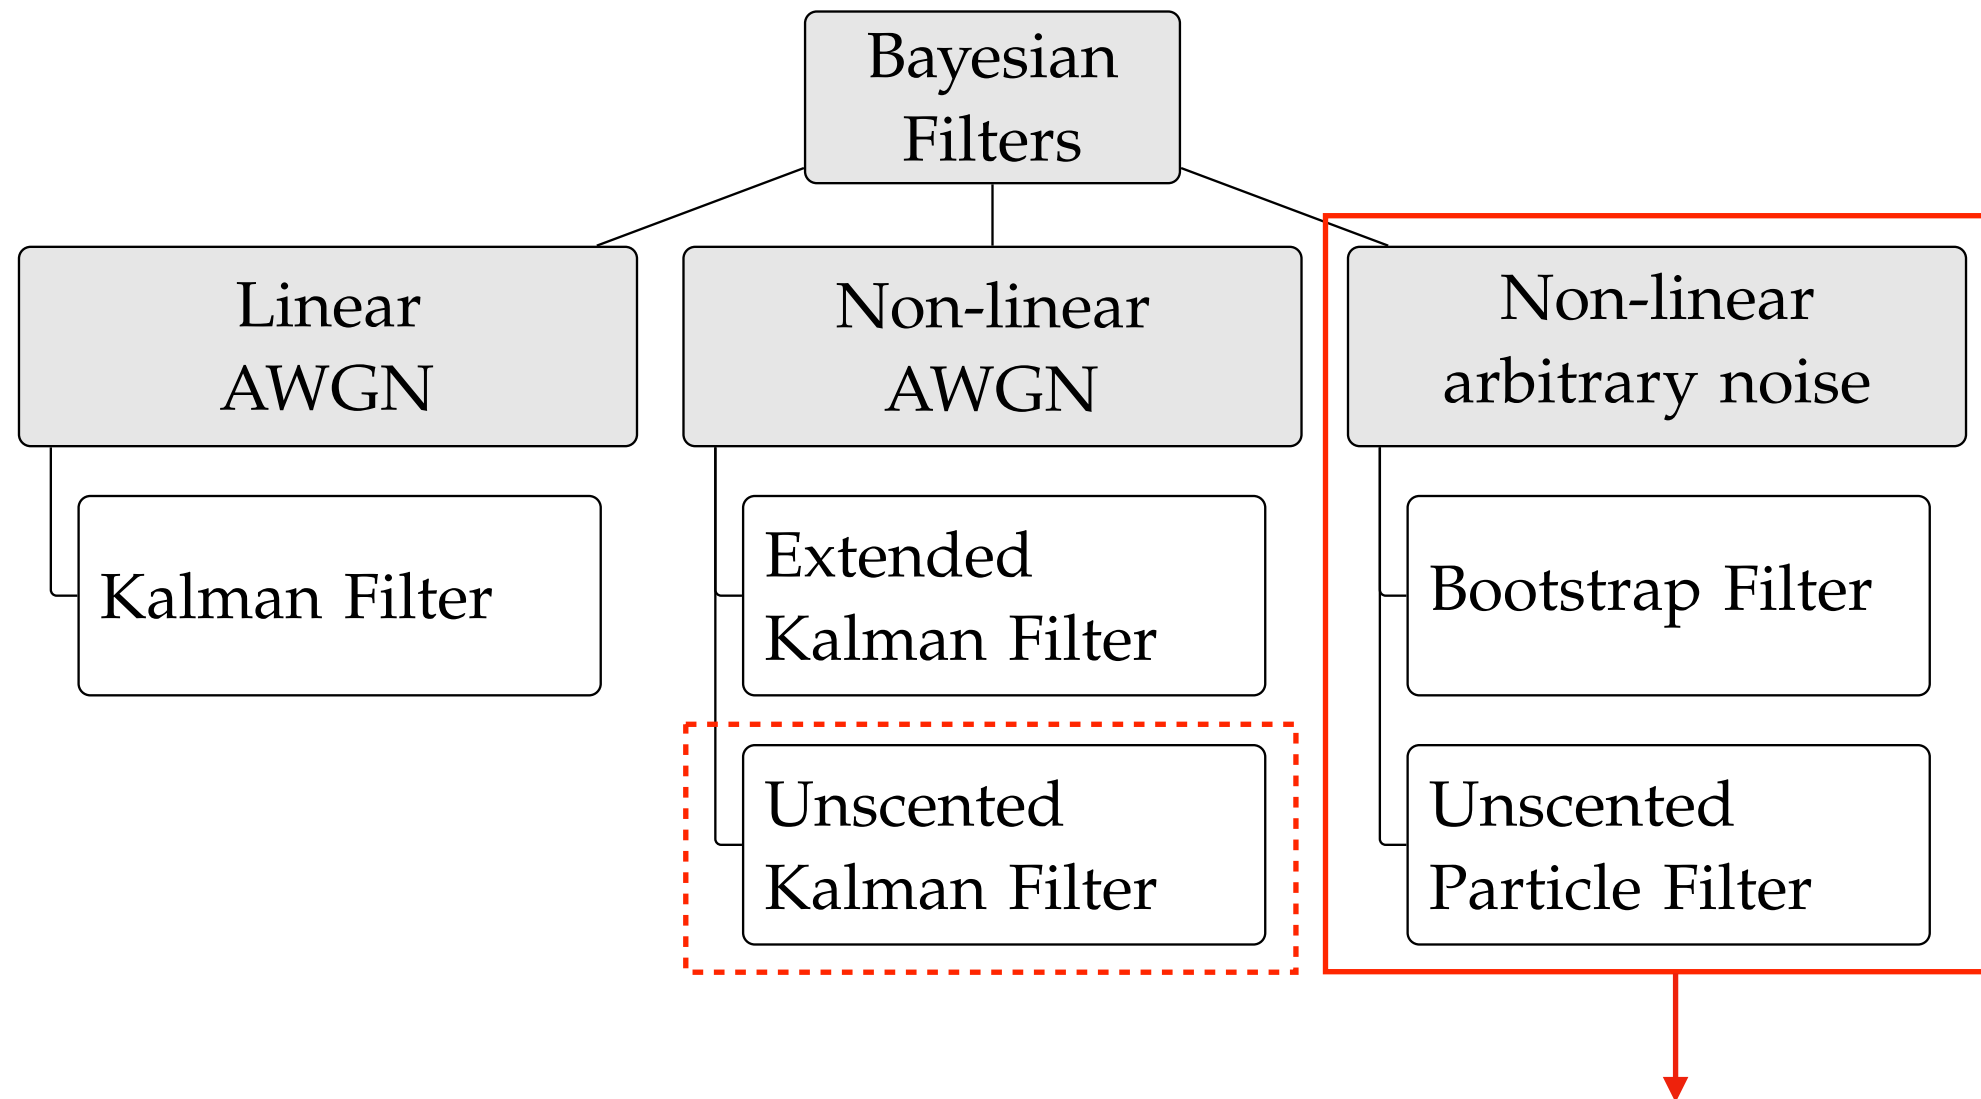 Bayesian
Filters
Linear
AWGN
Non-linear
AWGN
Non-linear
arbitrary noise
Kalman Filter
Extended
Kalman Filter
Bootstrap Filter
Unscented
Kalman Filter
Unscented
Particle Filter